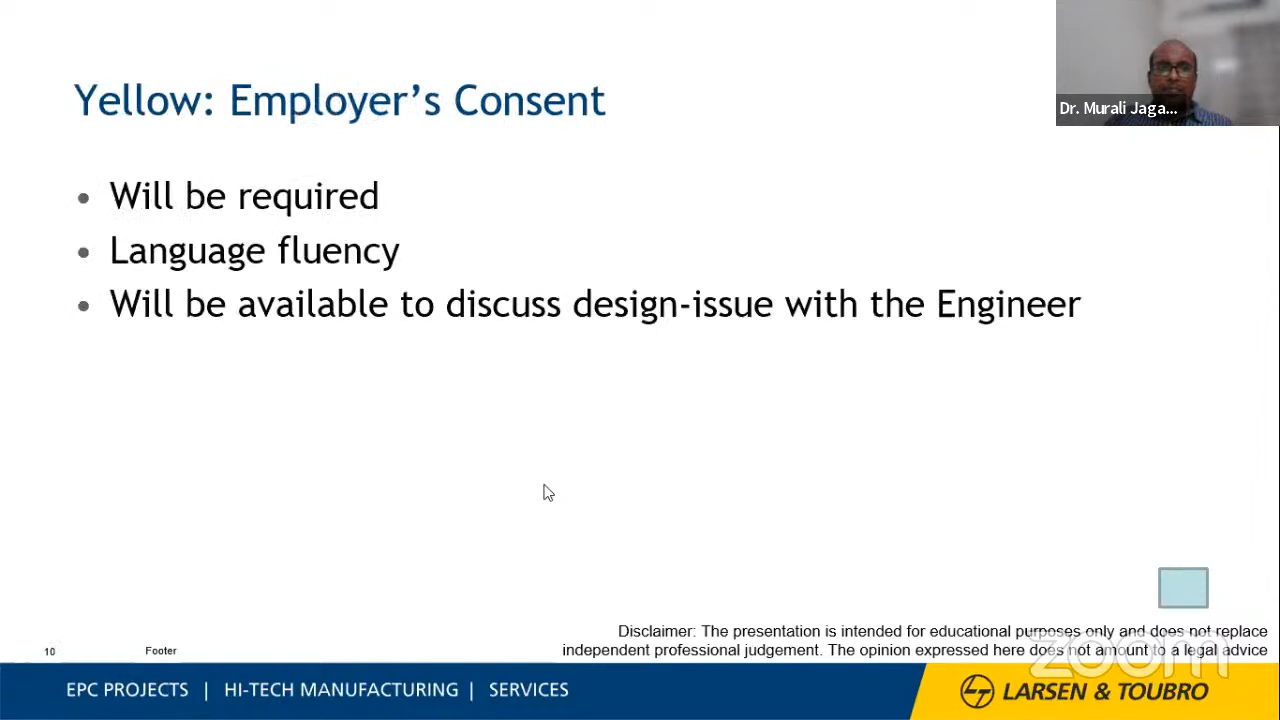 Yellow: Employer’s Consent
Dr. Murali Jaga...
• Will be required
• Language fluency
• Will be available to discuss design-issue with the Engineer
Disclaimer: The presentation is intended for educational purposes only and does not replace
independent professional judgement. The opinion expressed here does not amount to a legal advice
10
Footer
zoom
EPC PROJECTS | HI-TECH MANUFACTURING | SERVICES
LARSEN & TOUBRO